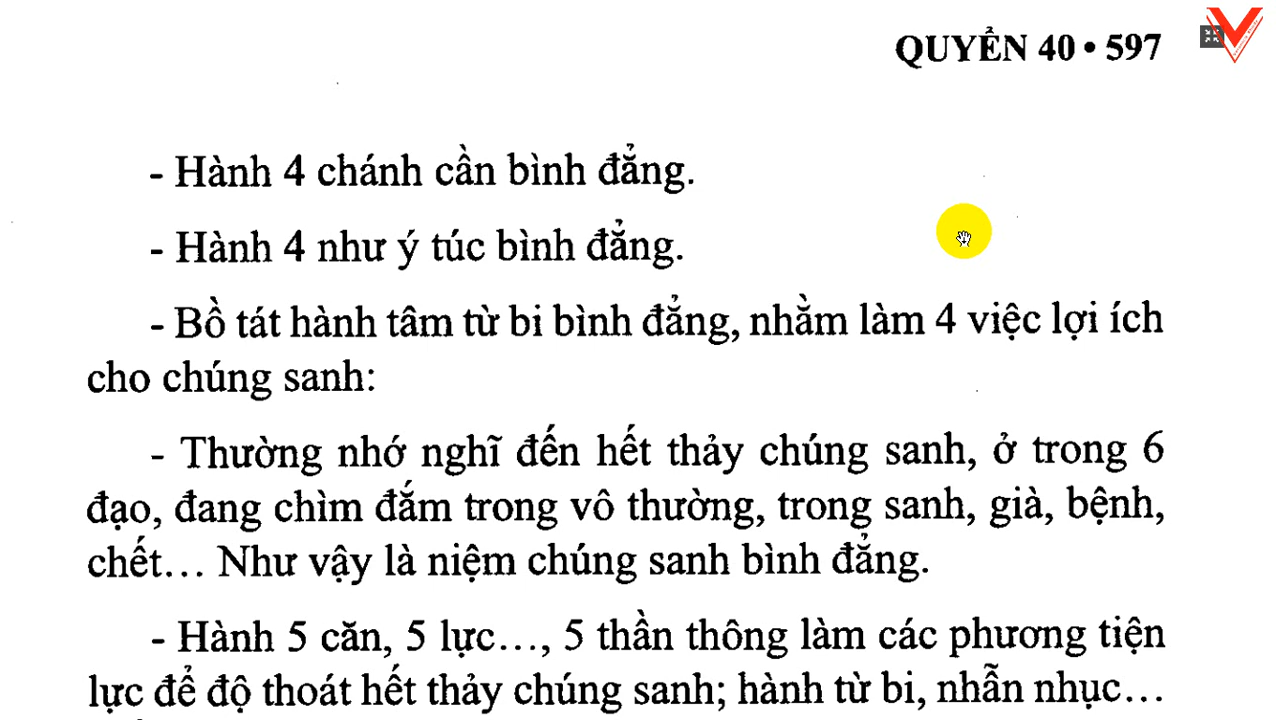 QUYỂN 40 • 597
- Hành 4 chánh cần bình đẳng.
- Hành 4 như ý túc bình đẳng.
- Bồ tát hành tâm từ bi bình đẳng, nhằm làm 4 việc lợi ích
cho chúng sanh:
- Thường nhớ nghĩ đến hết thảy chúng sanh, ở trong 6
đạo, đang chìm đắm trong vô thường, trong sanh, già, bệnh,
chết... Như vậy là niệm chúng sanh bình đẳng.
- Hành 5 căn, 5 lực..., 5 thần thông làm các phương tiện
lực để độ thoát hết thảy chúng sanh; hành từ bi, nhẫn nhục...